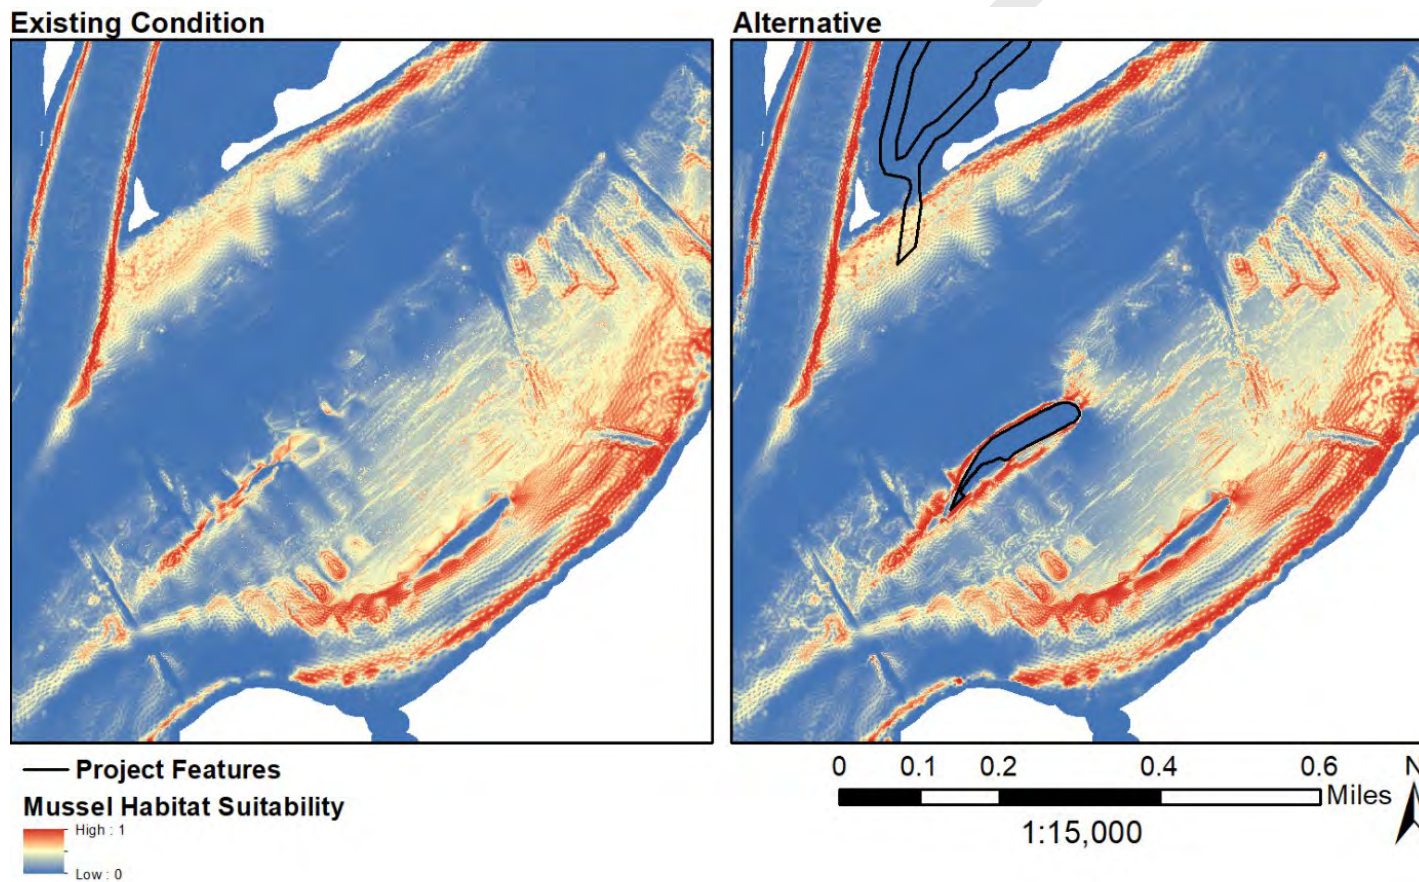 Existing Condition
Alternative
Project Features
Mussel Habitat Suitability
High : 1
Low : 0
0 0.1 0.2 0.4 0.6
Miles
1:15,000
N